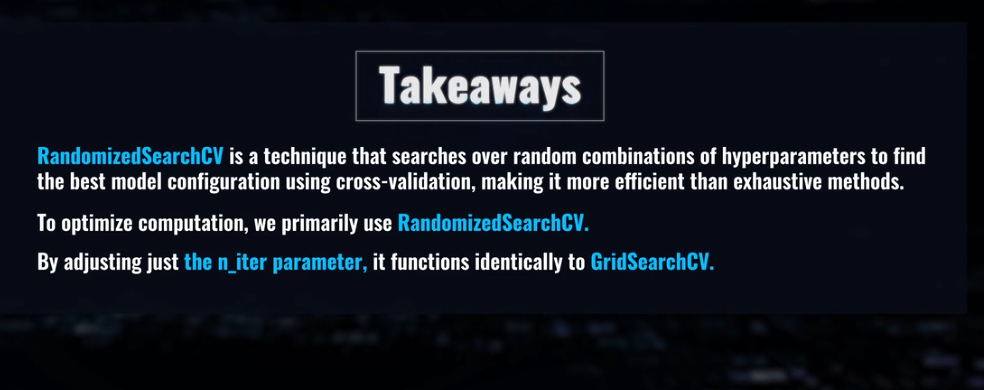 Takeaways
RandomizedSearchCV is a technique that searches over random combinations of hyperparameters to find
the best model configuration using cross-validation, making it more efficient than exhaustive methods.
To optimize computation, we primarily use RandomizedSearchCV.
By adjusting just the n_iter parameter, it functions identically to GridSearchCV.